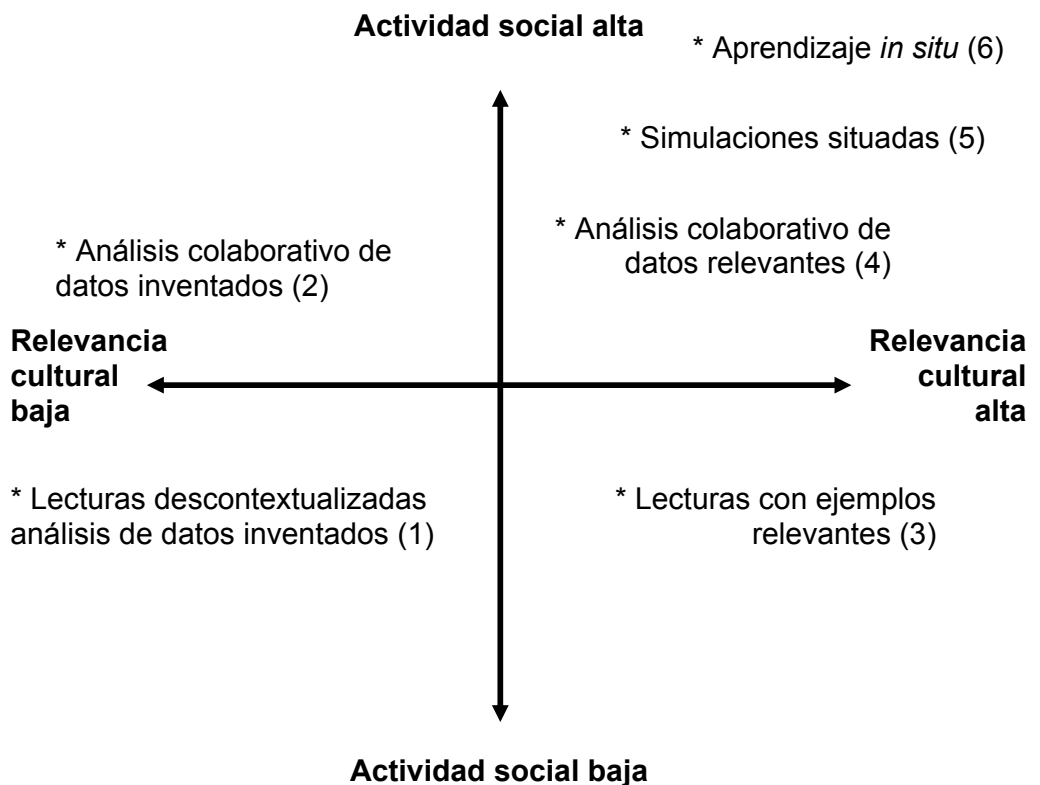 Actividad social alta
* Aprendizaje in situ (6)
* Simulaciones situadas (5)
* Análisis colaborativo de
datos relevantes (4)
* Análisis colaborativo de
datos inventados (2)
Relevancia
cultural
baja
Relevancia
cultural
alta
* Lecturas descontextualizadas
análisis de datos inventados (1)
* Lecturas con ejemplos
relevantes (3)
Actividad social baja